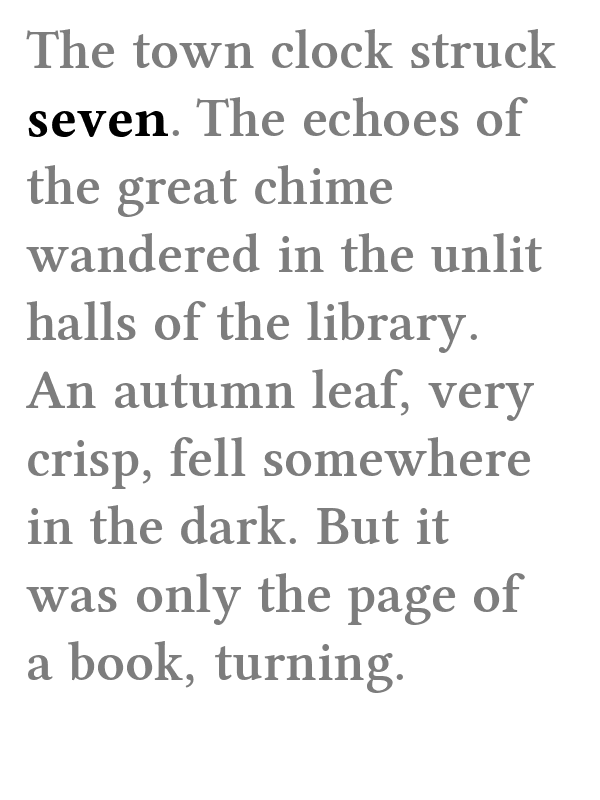 The town clock struck
seven. The echoes of
the great chime
wandered in the unlit
halls of the library.
An autumn leaf, very
crisp, fell somewhere
in the dark. But it
was only the page of
a book, turning.